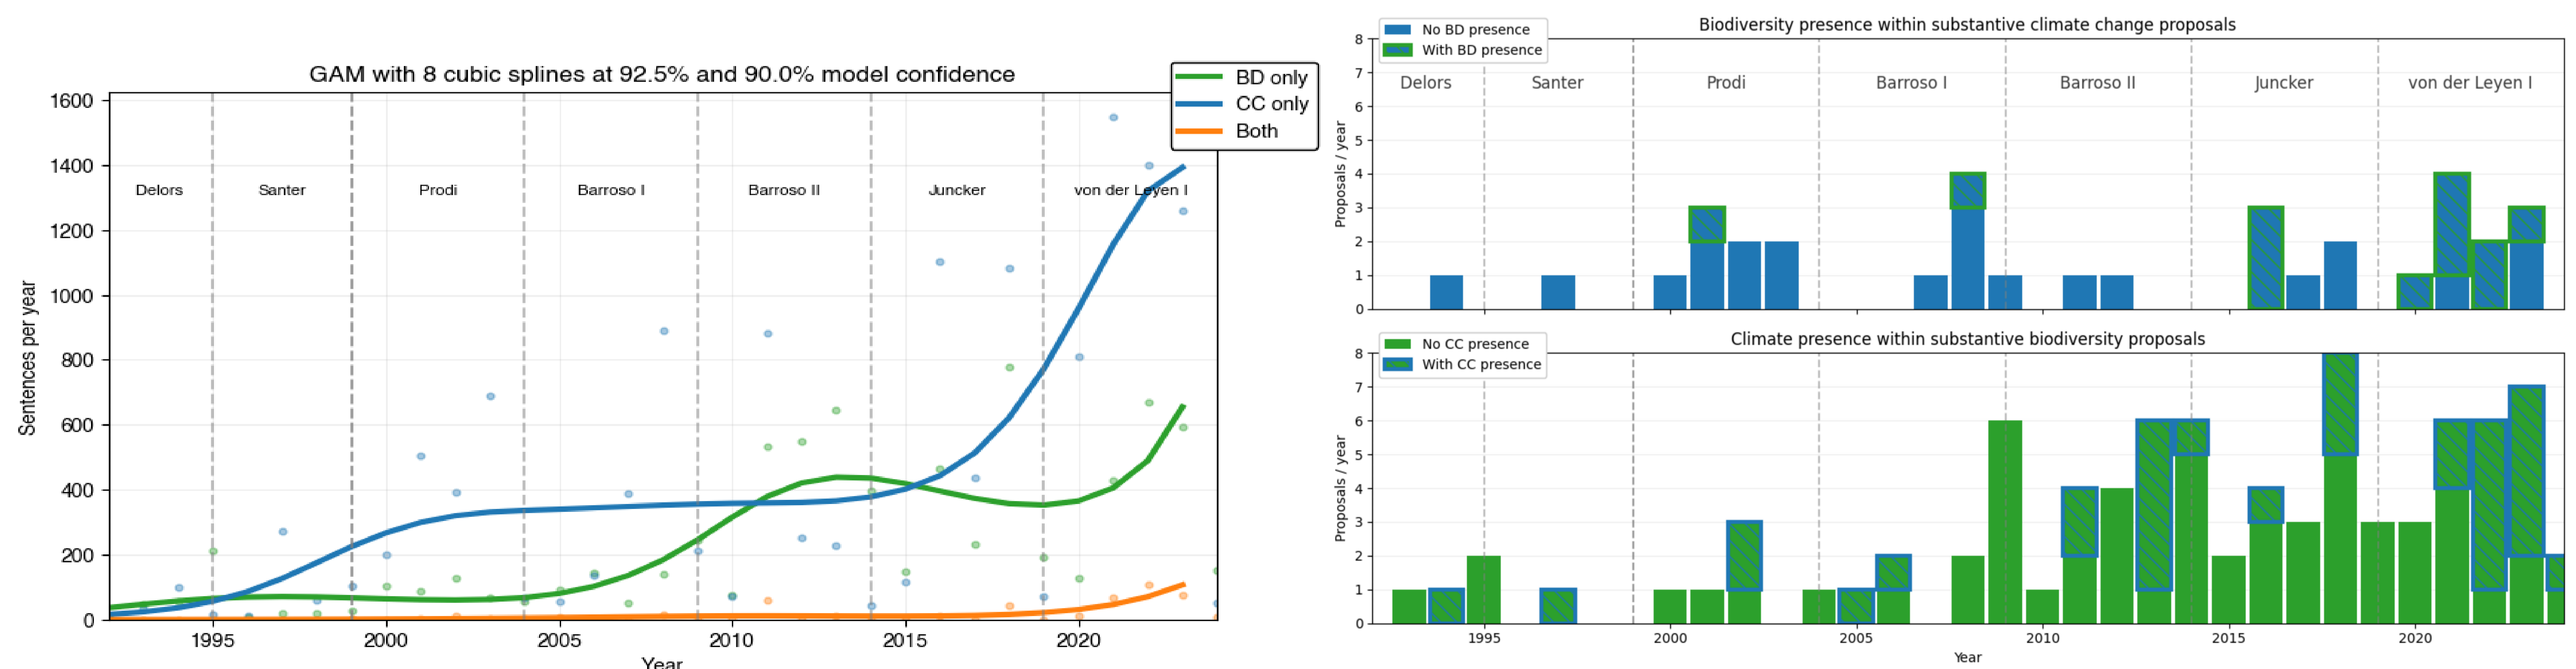 GAM with 8 cubic splines at 92.5% and 90.0% model confidence
BD only
CC only
Both
Sentences per year
1600
1400
1200
1000
800
600
400
200
0
Delors
Santer
Prodi
Barroso I
Barroso II
Juncker
von der Leyen I
1995
2000
2005
2010
2015
2020
Year
Biodiversity presence within substantive climate change proposals
No BD presence
With BD presence
Proposals / year
8
7
6
5
4
3
2
1
0
Delors
Santer
Prodi
Barroso I
Barroso II
Juncker
von der Leyen I
Climate presence within substantive biodiversity proposals
No CC presence
With CC presence
Proposals / year
8
7
6
5
4
3
2
1
0
1995
2000
2005
2010
2015
2020
Year